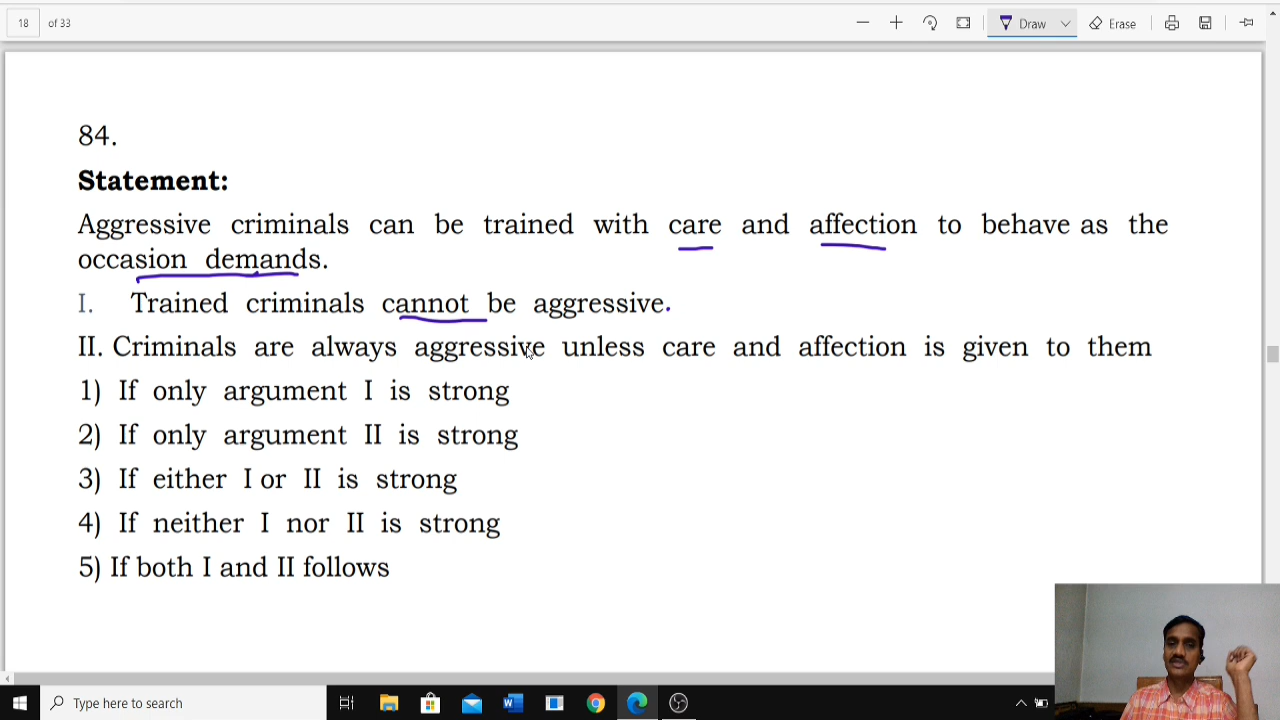 18 of 33
Draw
Erase
84.
Statement:
Aggressive criminals can be trained with care and affection to behave as the
occasion demands.
I. Trained criminals cannot be aggressive.
II. Criminals are always aggressive unless care and affection is given to them
1) If only argument I is strong
2) If only argument II is strong
3) If either I or II is strong
4) If neither I nor II is strong
5) If both I and II follows
Type here to search